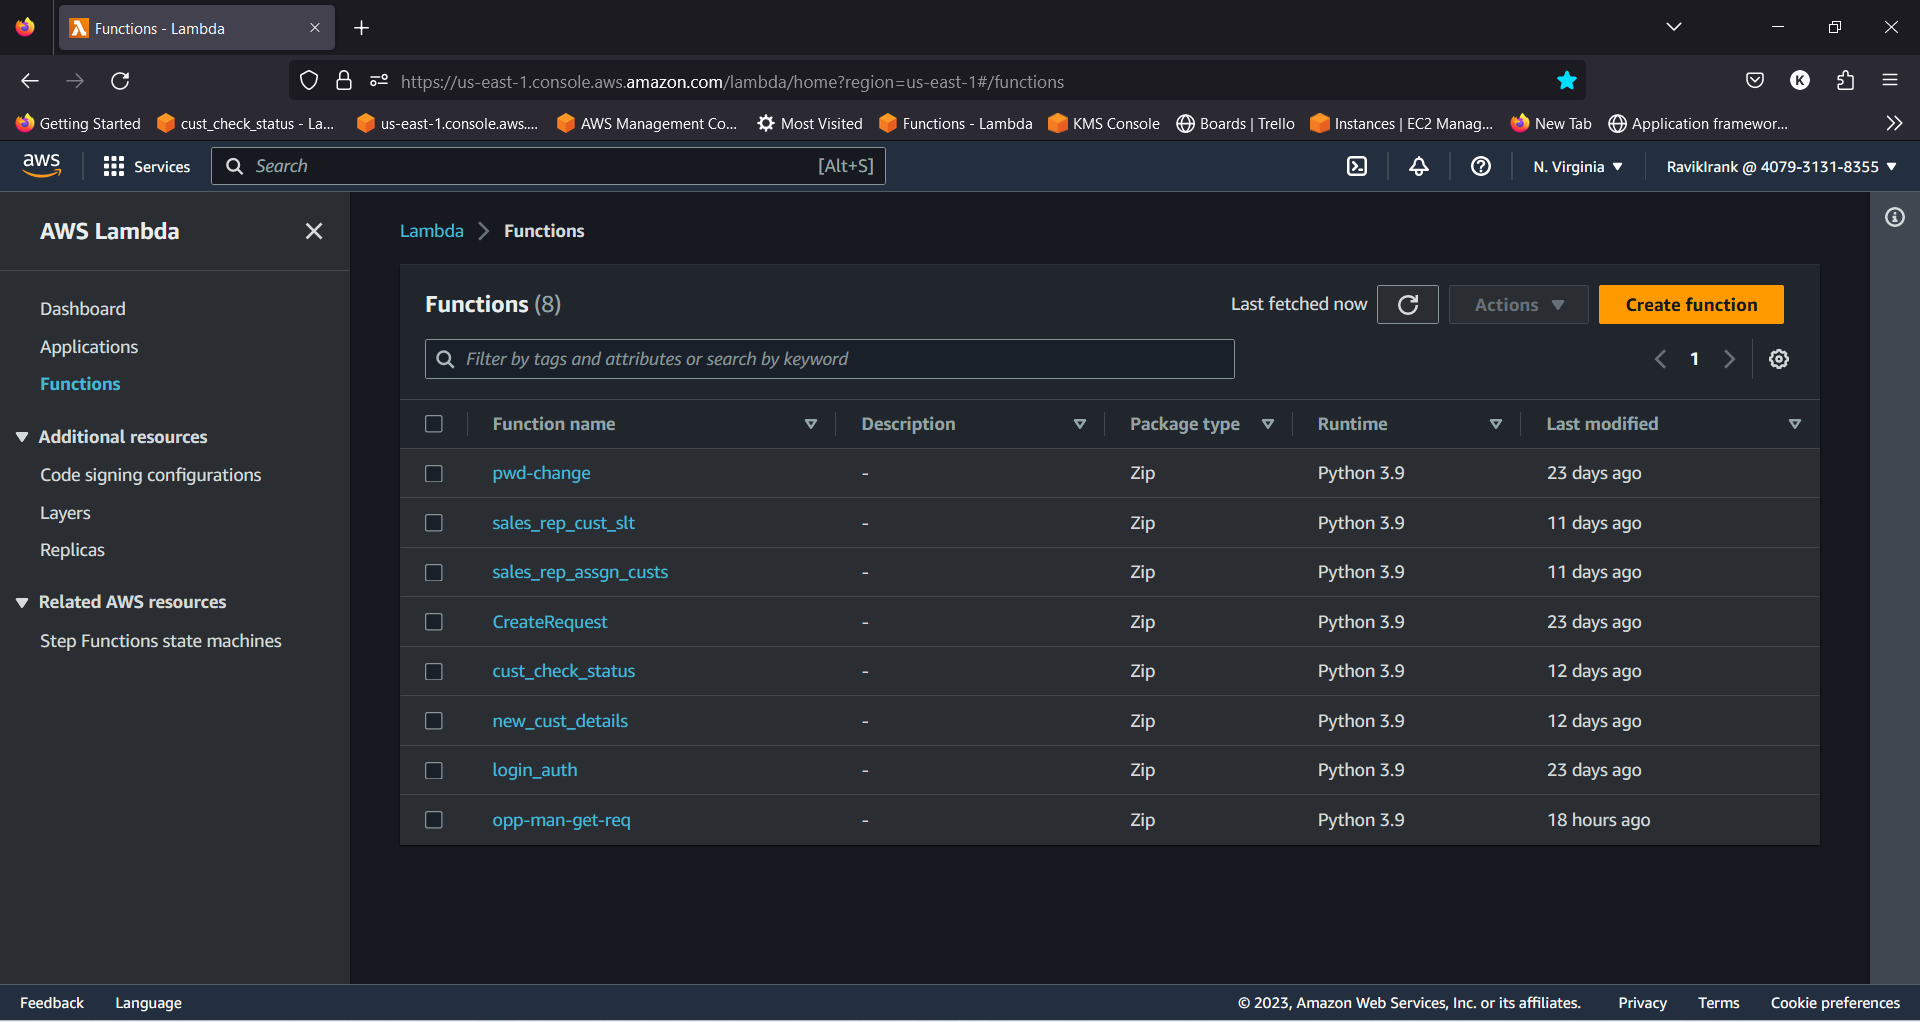 Functions - Lambda
https://us-east-1.console.aws.amazon.com/lambda/home?region=us-east-1#/functions
K
Getting Started cust_check_status - La... us-east-1.console.aws.... AWS Management Co... Most Visited Functions - Lambda KMS Console Boards | Trello Instances | EC2 Manag... New Tab Application framewor...
aws Services Search [Alt+S] N. Virginia RavikIrank @ 4079-3131-8355
AWS Lambda
Dashboard
Applications
Functions
Additional resources
Code signing configurations
Layers
Replicas
Related AWS resources
Step Functions state machines
Lambda Functions
Functions (8) Last fetched now Actions Create function
Filter by tags and attributes or search by keyword 1
Function name Description Package type Runtime Last modified
pwd-change - Zip Python 3.9 23 days ago
sales_rep_cust_slt - Zip Python 3.9 11 days ago
sales_rep_assgn_custs - Zip Python 3.9 11 days ago
CreateRequest - Zip Python 3.9 23 days ago
cust_check_status - Zip Python 3.9 12 days ago
new_cust_details - Zip Python 3.9 12 days ago
login_auth - Zip Python 3.9 23 days ago
opp-man-get-req - Zip Python 3.9 18 hours ago
Feedback Language © 2023, Amazon Web Services, Inc. or its affiliates. Privacy Terms Cookie preferences